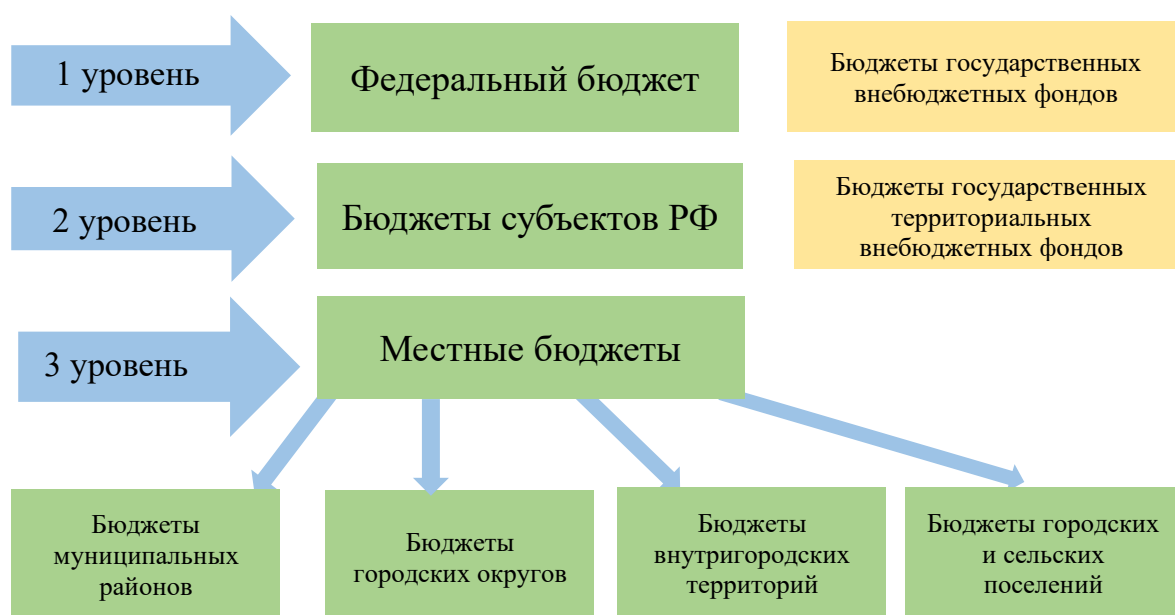 1 уровень
Федеральный бюджет
Бюджеты государственных
внебюджетных фондов
2 уровень
Бюджеты субъектов РФ
Бюджеты государственных
территориальных
внебюджетных фондов
3 уровень
Местные бюджеты
Бюджеты
муниципальных
районов
Бюджеты
городских округов
Бюджеты
внутригородских
территорий
Бюджеты городских
и сельских
поселений